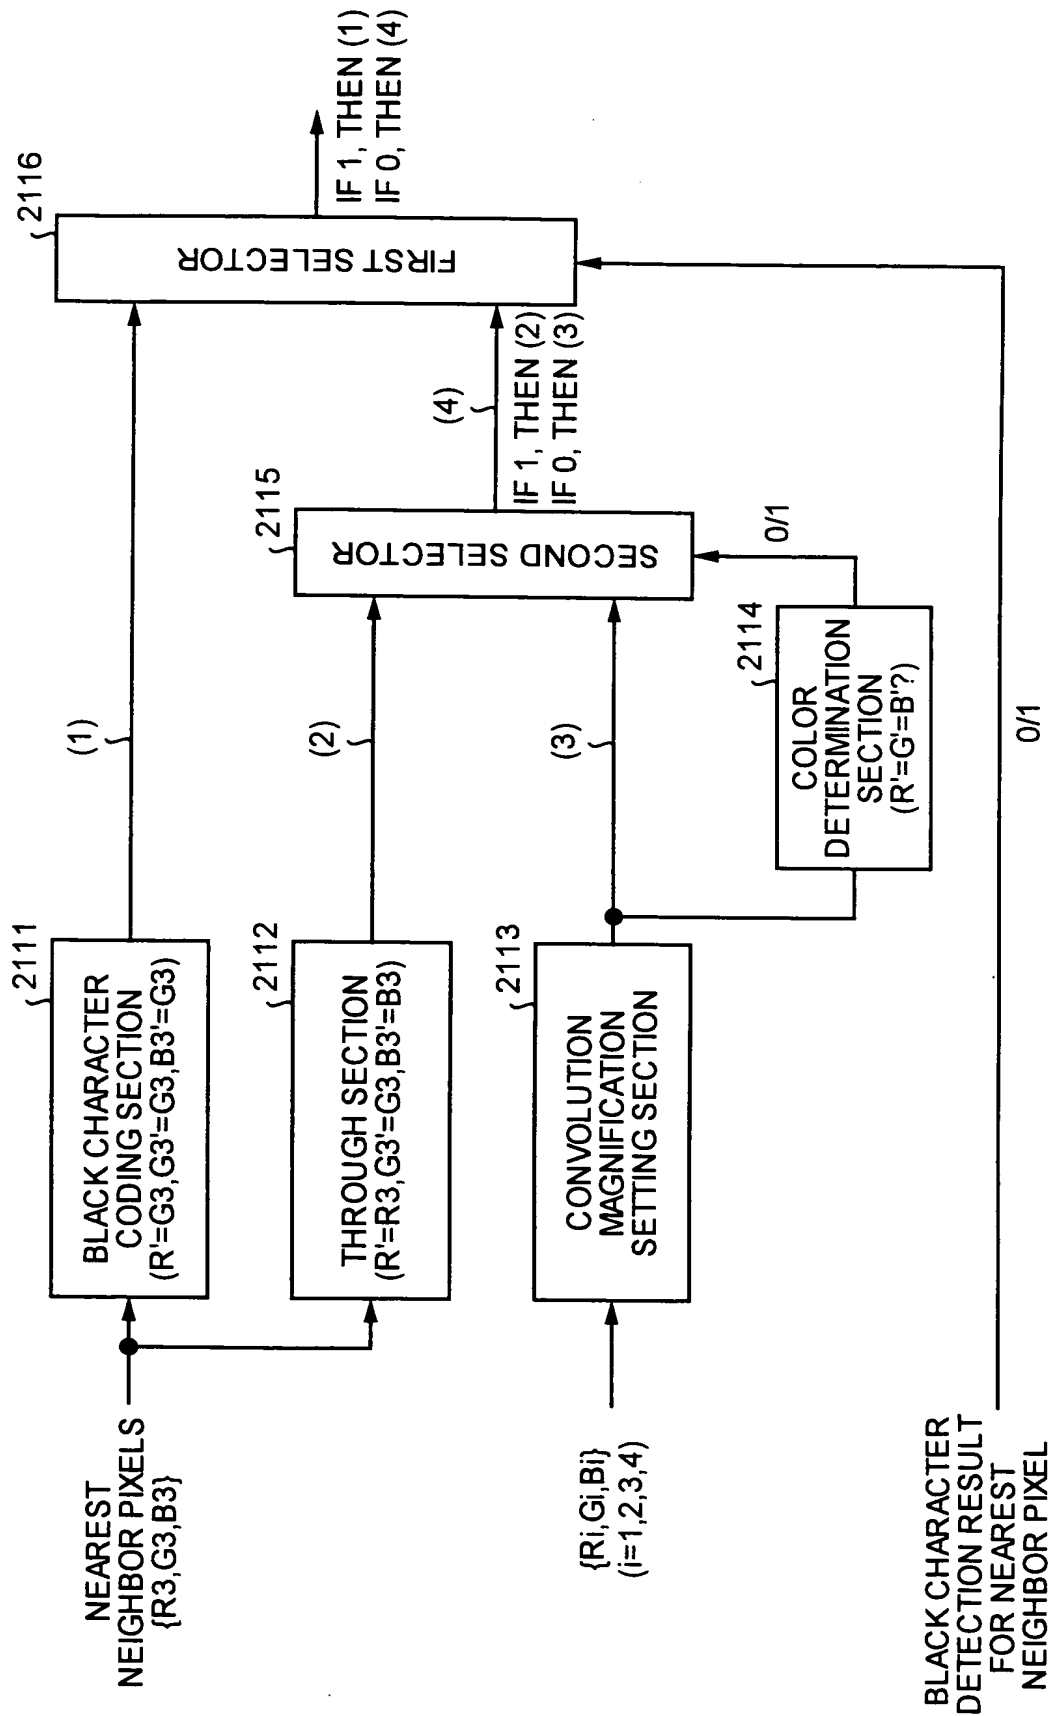 NEAREST
NEIGHBOR PIXELS
{R3,G3,B3}
2111
BLACK CHARACTER
CODING SECTION
(R'=G3,G3'=G3,B3'=G3)
(1)
2116
FIRST SELECTOR
IF 1, THEN (1)
IF 0, THEN (4)
2112
THROUGH SECTION
(R'=R3,G3'=G3,B3'=B3)
(2)
2115
SECOND SELECTOR
(4)
IF 1, THEN (2)
IF 0, THEN (3)
{Ri,Gi,Bi}
(i=1,2,3,4)
2113
CONVOLUTION
MAGNIFICATION
SETTING SECTION
(3)
2114
COLOR
DETERMINATION
SECTION
(R'=G'=B'?)
0/1
BLACK CHARACTER
DETECTION RESULT
FOR NEAREST
NEIGHBOR PIXEL
0/1